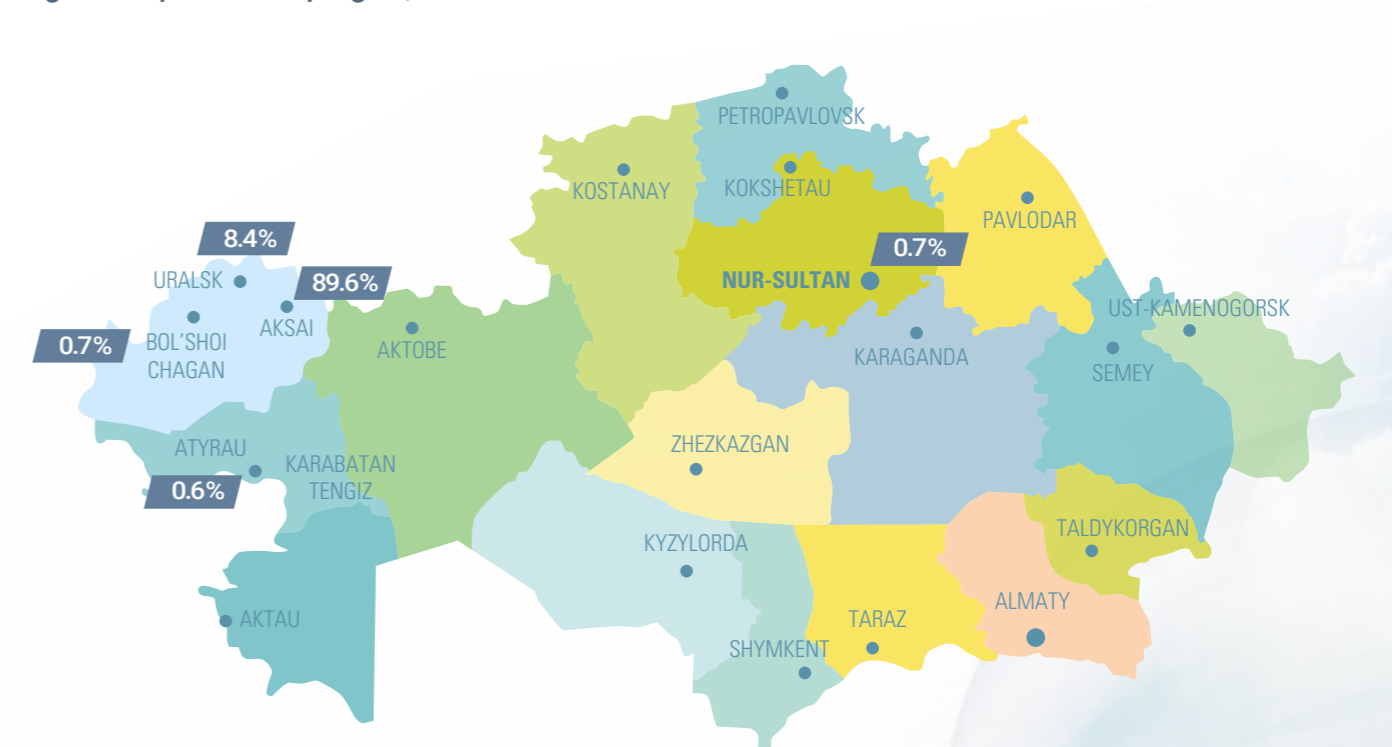 PETROPAVLOVSK
KOSTANAY
KOKSHETAU
PAVLODAR
8.4%
0.7%
URALSK
89.6%
NUR-SULTAN
UST-KAMENOGORSK
AKSAI
0.7%
BOL'SHOI
CHAGAN
AKTOBE
KARAGANDA
SEMEY
ATYRAU
ZHEZKAZGAN
KARABATAN
TENGIZ
0.6%
TALDYKORGAN
KYZYLORDA
ALMATY
AKTAU
TARAZ
SHYMKENT